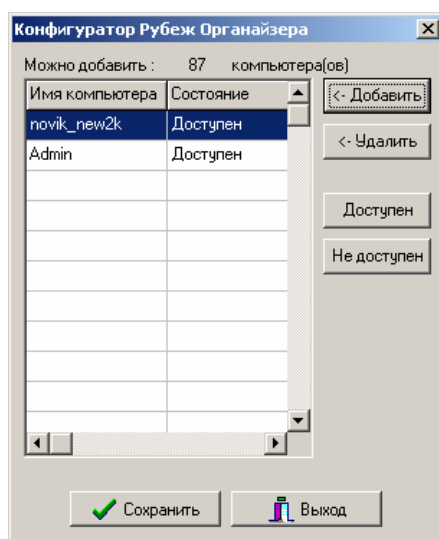 Конфигуратор Рубеж Органайзера
Можно добавить : 87 компьютера(ов)
Имя компьютера Состояние
novik_new2k Доступен
Admin Доступен
<- Добавить
<- Удалить
Доступен
Не доступен
Сохранить Выход